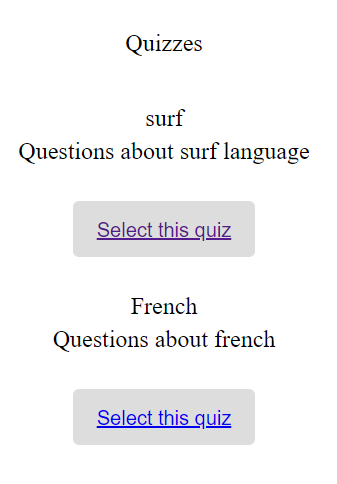 Quizzes
surf
Questions about surf language
Select this quiz
French
Questions about french
Select this quiz